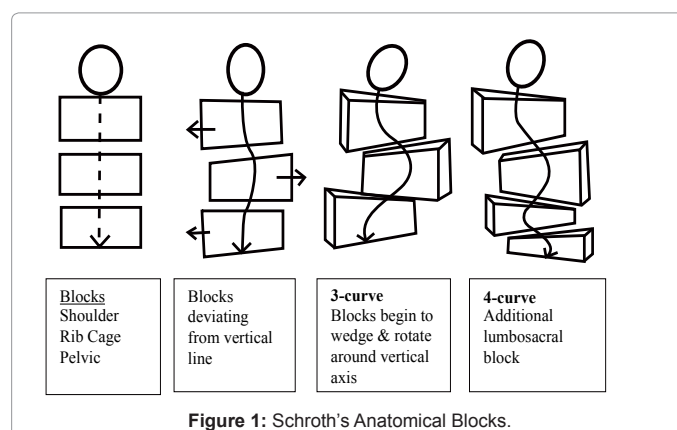 Blocks
Shoulder
Rib Cage
Pelvic
Blocks
deviating
from vertical
line
3-curve
Blocks begin to
wedge & rotate
around vertical
axis
4-curve
Additional
lumbosacral
block
Figure 1: Schroth's Anatomical Blocks.